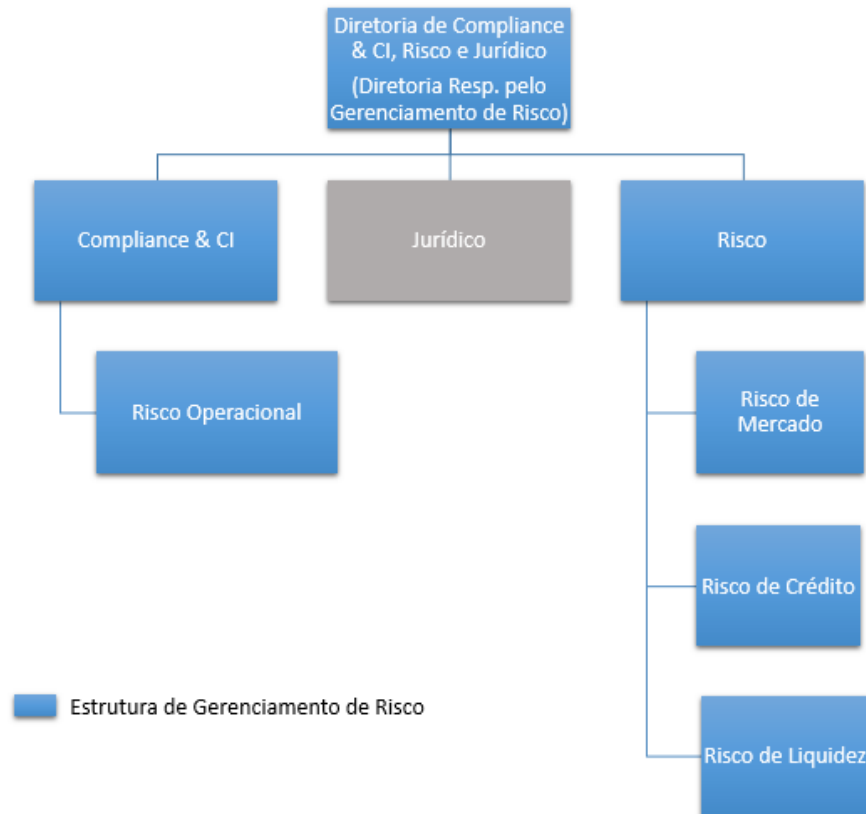 Diretoria de Compliance
& CI, Risco e Jurídico
(Diretoria Resp. pelo
Gerenciamento de Risco)
Compliance & CI
Jurídico
Risco
Risco Operacional
Risco de
Mercado
Risco de Crédito
Risco de Liquidez
Estrutura de Gerenciamento de Risco